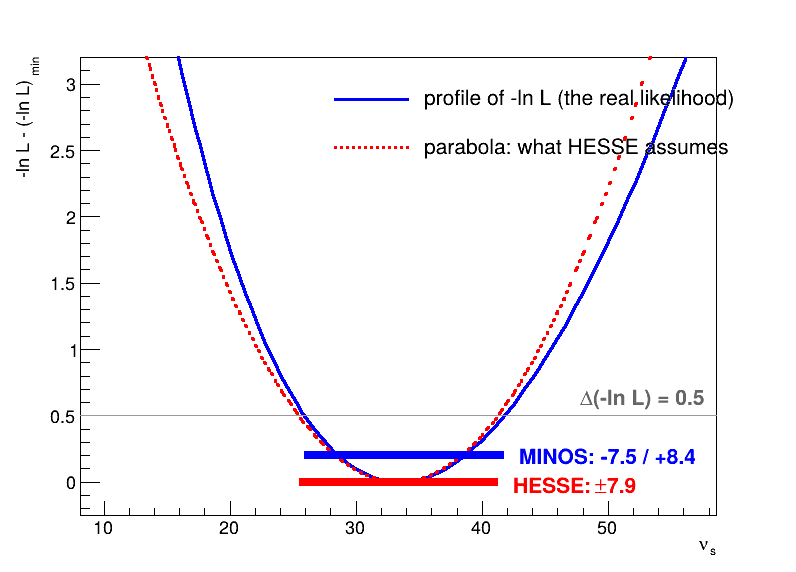 -ln L - (-ln L) min
3
2.5
2
1.5
1
0.5
0
profile of -ln L (the real likelihood)
parabola: what HESSE assumes
Δ(-ln L) = 0.5
MINOS: -7.5 / +8.4
HESSE: ±7.9
10 20 30 40 50
ν s